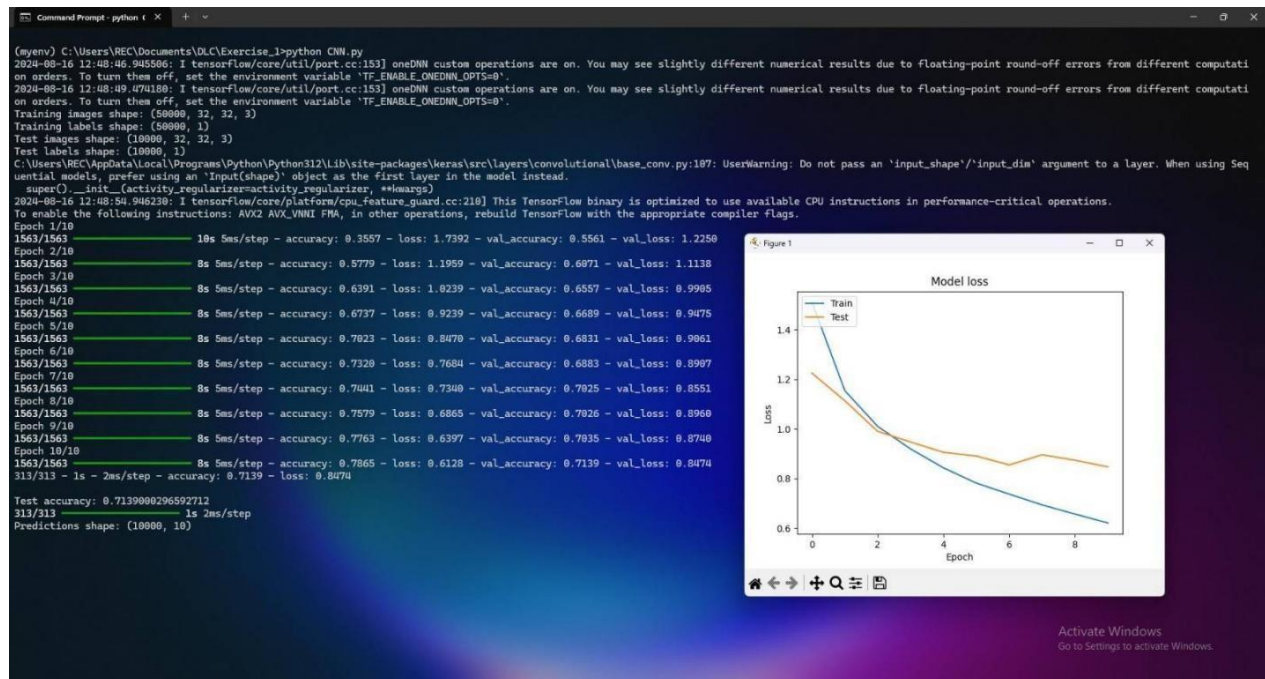 Command Prompt - python
(myenv) C:\Users\REC\Documents\DLC\Exercise_1>python CNN.py
2024-08-16 12:48:46.945506: I tensorflow/core/util/port.cc:153] oneDNN custom operations are on. You may see slightly different numerical results due to floating-point round-off errors from different computati
on orders. To turn them off, set the environment variable `TF_ENABLE_ONEDNN_OPTS=0`.
2024-08-16 12:48:49.474180: I tensorflow/core/util/port.cc:153] oneDNN custom operations are on. You may see slightly different numerical results due to floating-point round-off errors from different computati
on orders. To turn them off, set the environment variable `TF_ENABLE_ONEDNN_OPTS=0`.
Training images shape: (50000, 32, 32, 3)
Training labels shape: (50000, 1)
Test images shape: (10000, 32, 32, 3)
Test labels shape: (10000, 1)
C:\Users\REC\AppData\Local\Programs\Python\Python312\Lib\site-packages\keras\src\layers\convolutional\base_conv.py:107: UserWarning: Do not pass an `input_shape`/`input_dim` argument to a layer. When using Seq
uential models, prefer using an `Input(shape)` object as the first layer in the model instead.
super().__init__(activity_regularizer=activity_regularizer, **kwargs)
2024-08-16 12:48:54.946230: I tensorflow/core/platform/cpu_feature_guard.cc:210] This TensorFlow binary is optimized to use available CPU instructions in performance-critical operations.
To enable the following instructions: AVX2 AVX_VNNI FMA, in other operations, rebuild TensorFlow with the appropriate compiler flags.
Epoch 1/10
1563/1563 10s 5ms/step - accuracy: 0.3557 - loss: 1.7392 - val_accuracy: 0.5561 - val_loss: 1.2250
Epoch 2/10
1563/1563 8s 5ms/step - accuracy: 0.5779 - loss: 1.1959 - val_accuracy: 0.6071 - val_loss: 1.1138
Epoch 3/10
1563/1563 8s 5ms/step - accuracy: 0.6391 - loss: 1.0239 - val_accuracy: 0.6557 - val_loss: 0.9905
Epoch 4/10
1563/1563 8s 5ms/step - accuracy: 0.6737 - loss: 0.9239 - val_accuracy: 0.6689 - val_loss: 0.9475
Epoch 5/10
1563/1563 8s 5ms/step - accuracy: 0.7023 - loss: 0.8470 - val_accuracy: 0.6831 - val_loss: 0.9061
Epoch 6/10
1563/1563 8s 5ms/step - accuracy: 0.7320 - loss: 0.7684 - val_accuracy: 0.6883 - val_loss: 0.8907
Epoch 7/10
1563/1563 8s 5ms/step - accuracy: 0.7441 - loss: 0.7340 - val_accuracy: 0.7025 - val_loss: 0.8551
Epoch 8/10
1563/1563 8s 5ms/step - accuracy: 0.7579 - loss: 0.6865 - val_accuracy: 0.7026 - val_loss: 0.8960
Epoch 9/10
1563/1563 8s 5ms/step - accuracy: 0.7763 - loss: 0.6397 - val_accuracy: 0.7035 - val_loss: 0.8740
Epoch 10/10
1563/1563 8s 5ms/step - accuracy: 0.7865 - loss: 0.6128 - val_accuracy: 0.7139 - val_loss: 0.8474
313/313 - 1s - 2ms/step - accuracy: 0.7139 - loss: 0.8474
Test accuracy: 0.7139000296592712
313/313 1s 2ms/step
Predictions shape: (10000, 10)
Figure 1
Model loss
Train
Test
1.4
1.2
1.0
0.8
0.6
Loss
0 2 4 6 8
Epoch
Activate Windows
Go to Settings to activate Windows.